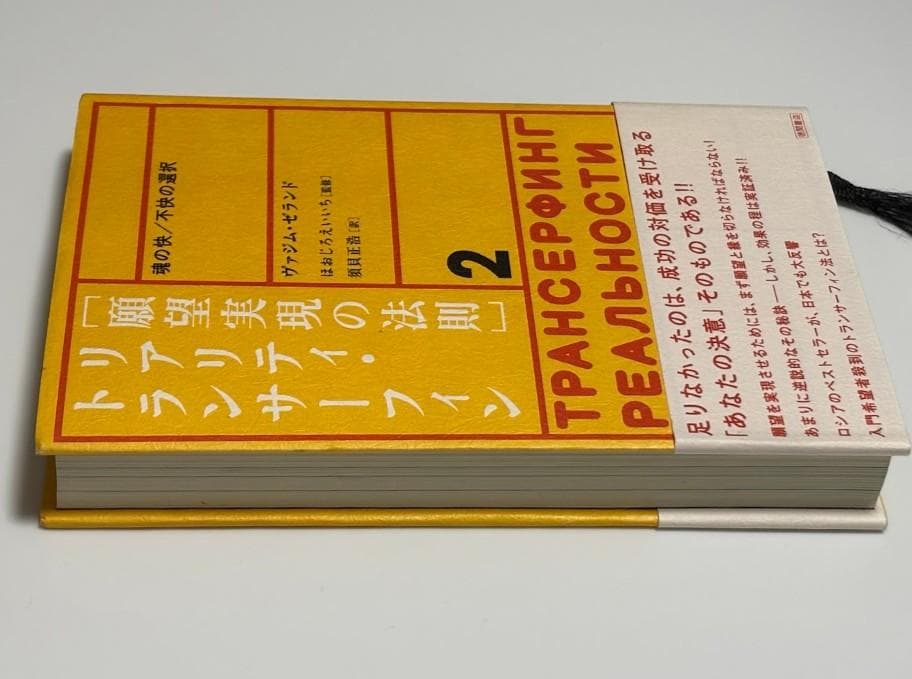 魂の快/不快の選択
ヴァジム・ゼランド
ほおじろえいいち[監修]
須貝正浩[訳]
2
[願望実現の法則]
リアリティ・
トランサーフィン
ТРАНСЕРФИНГ
РЕАЛЬНОСТИ
足りなかったのは、成功の対価を受け取る
「あなたの決意」そのものである!!
願望を実現させるためには、まず願望と縁を切らなければならない!
あまりに逆説的なその秘訣――しかし、効果の程は実証済み!!
ロシアのベストセラーが、日本でも大反響
入門希望者殺到のトランサーフィン法とは?
徳間書店